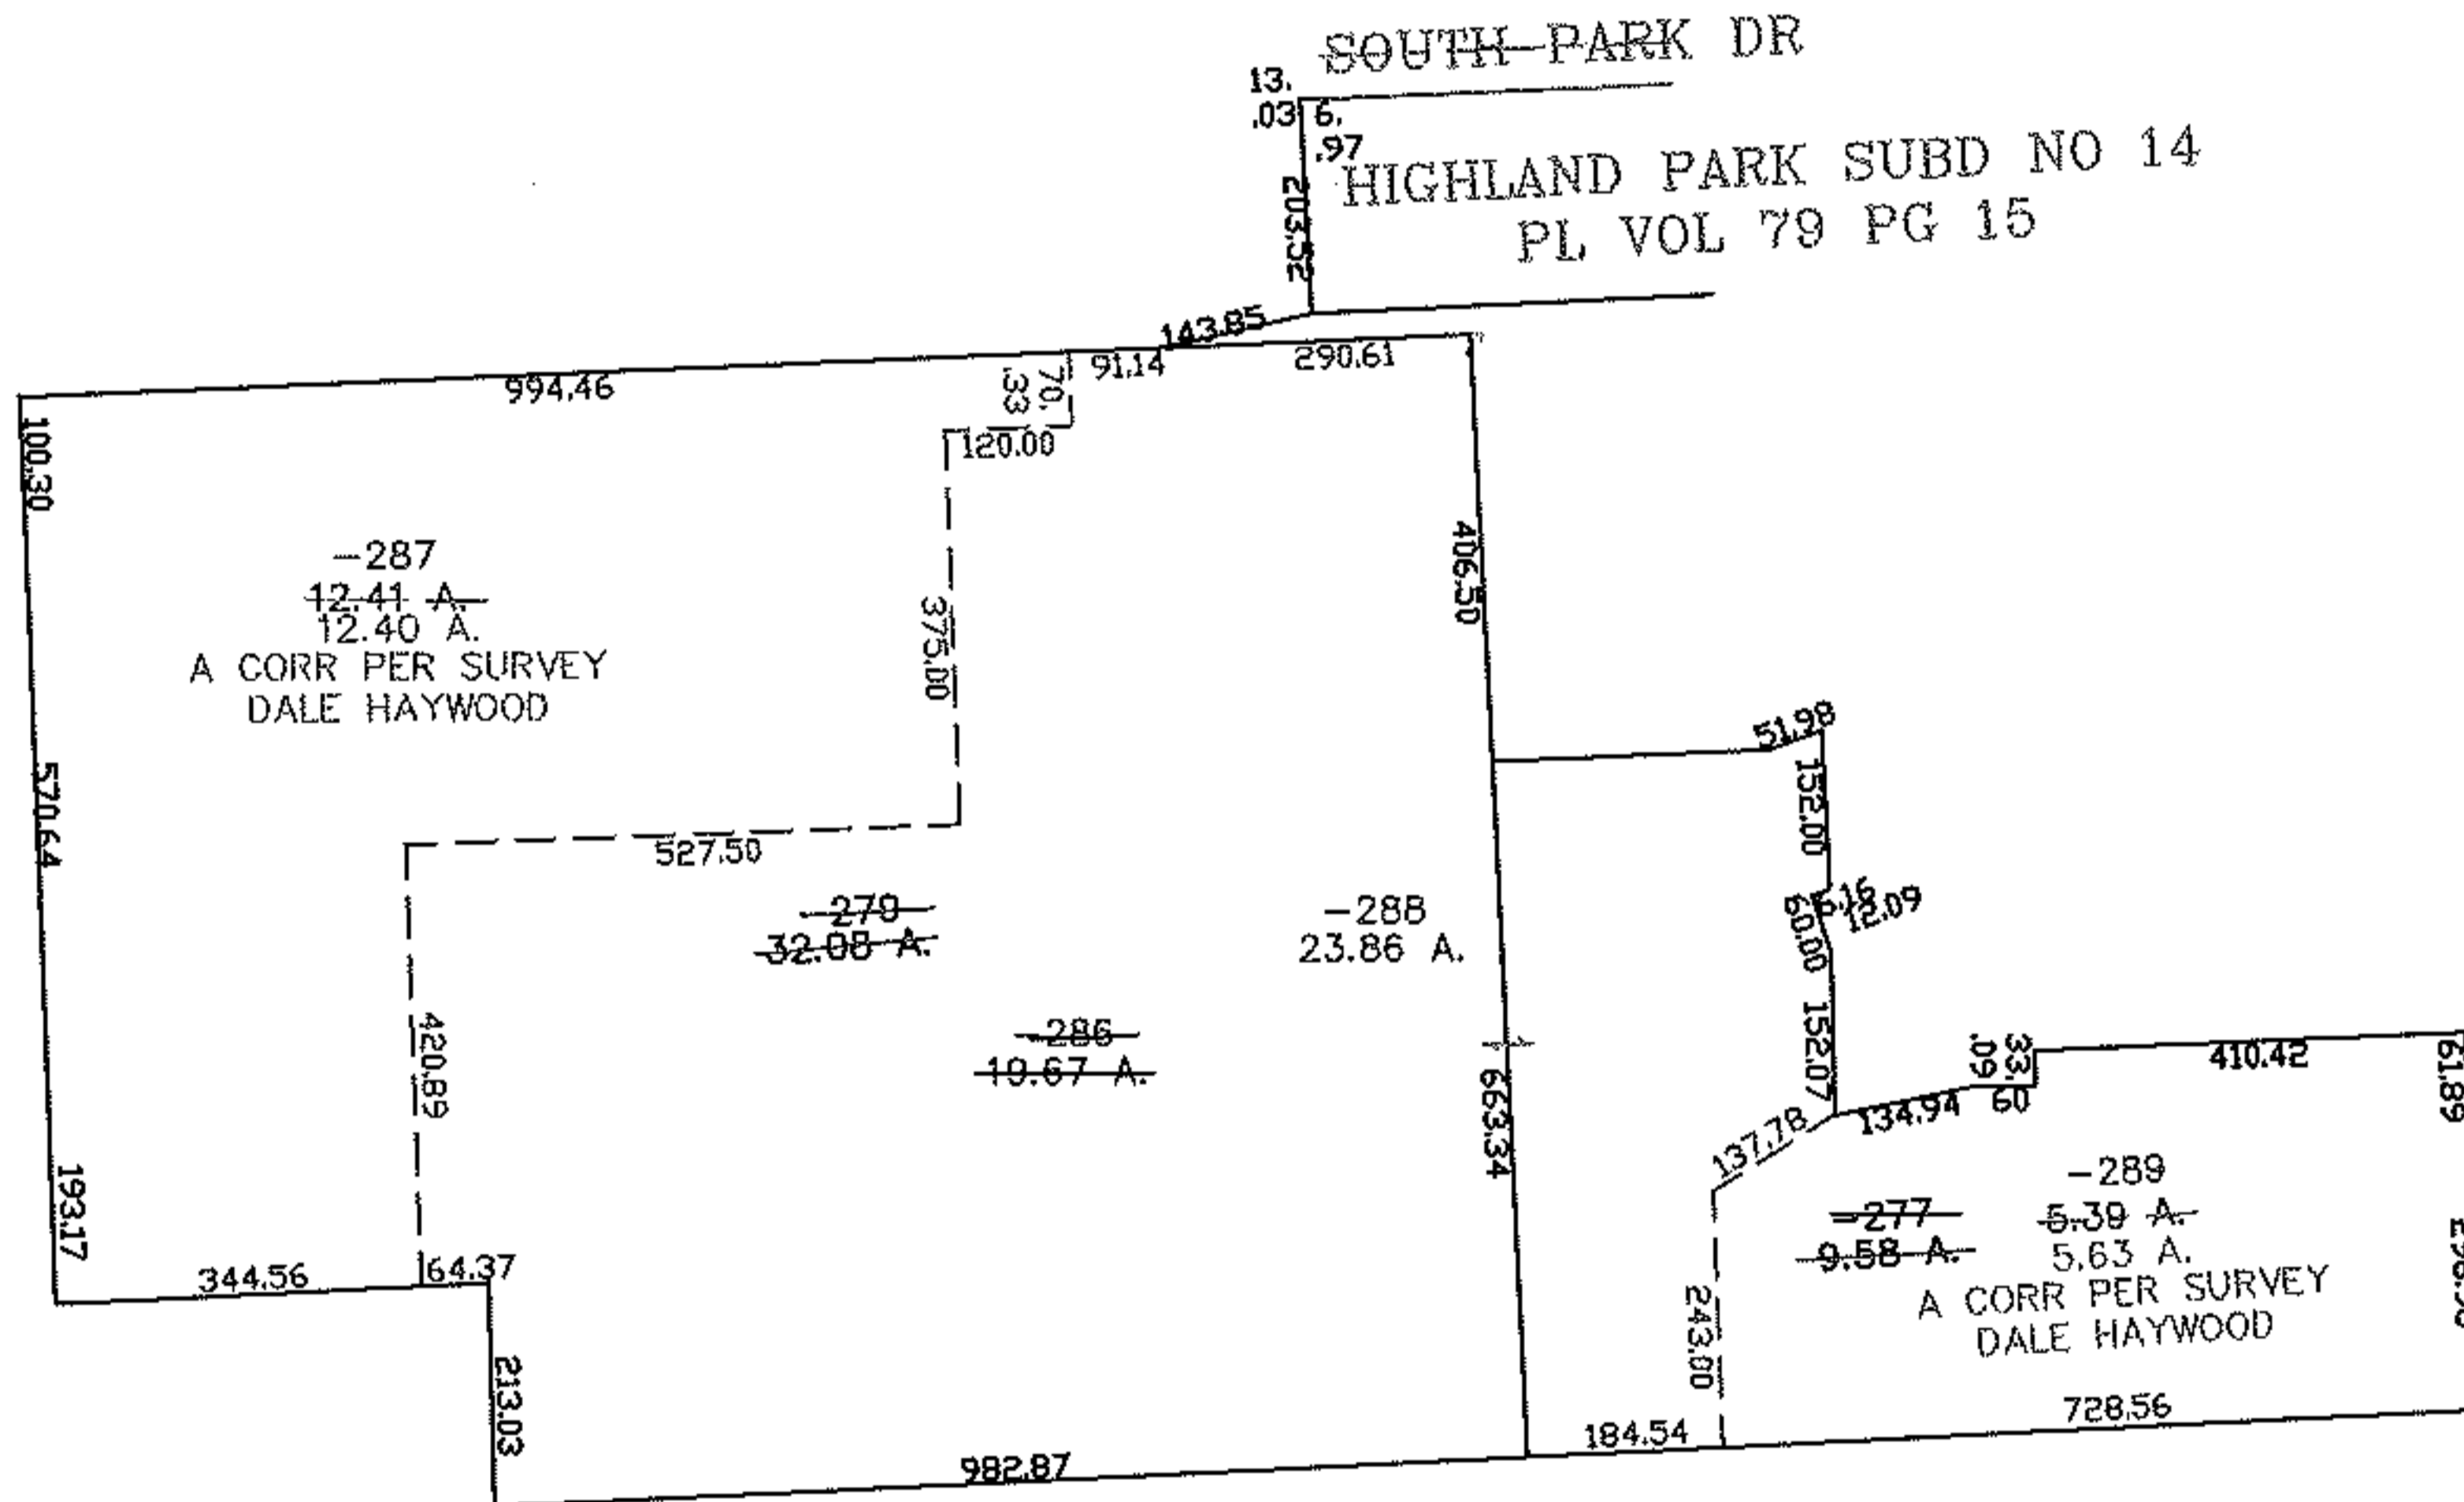 SOUTH PARK DR
13.
.03 6.
.97
203.52
HIGHLAND PARK SUBD NO 14
PL VOL 79 PG 15
143.85
994.46
91.14
290.61
70.
.33
120.00
100.30
406.50
-287
12.41 A.
12.40 A.
A CORR PER SURVEY
DALE HAYWOOD
375.00
51.98
152.00
570.64
527.50
-279
32.08 A.
-288
23.86 A.
12.09
60.00
420.89
-286
19.67 A.
152.07
33.
.09
60
410.42
61.89
663.34
134.94
137.78
193.17
-289
-277
9.58 A.
5.39 A.
5.63 A.
A CORR PER SURVEY
DALE HAYWOOD
344.56
64.37
243.00
213.03
728.56
184.54
982.87